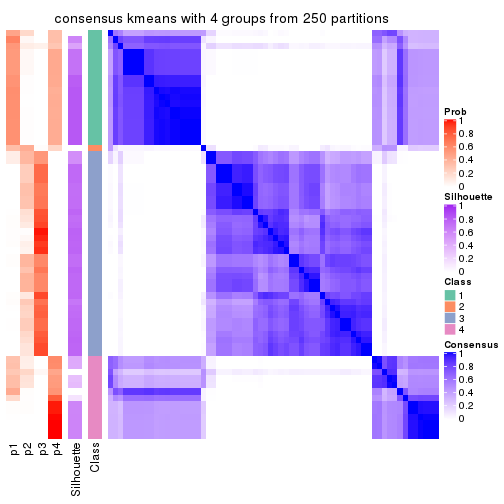 consensus kmeans with 4 groups from 250 partitions
Prob
1
0.8
0.6
0.4
0.2
0
Silhouette
1
0.8
0.6
0.4
0.2
0
Class
1
2
3
4
Consensus
1
0.8
0.6
0.4
0.2
0
p1
p2
p3
p4
Silhouette
Class